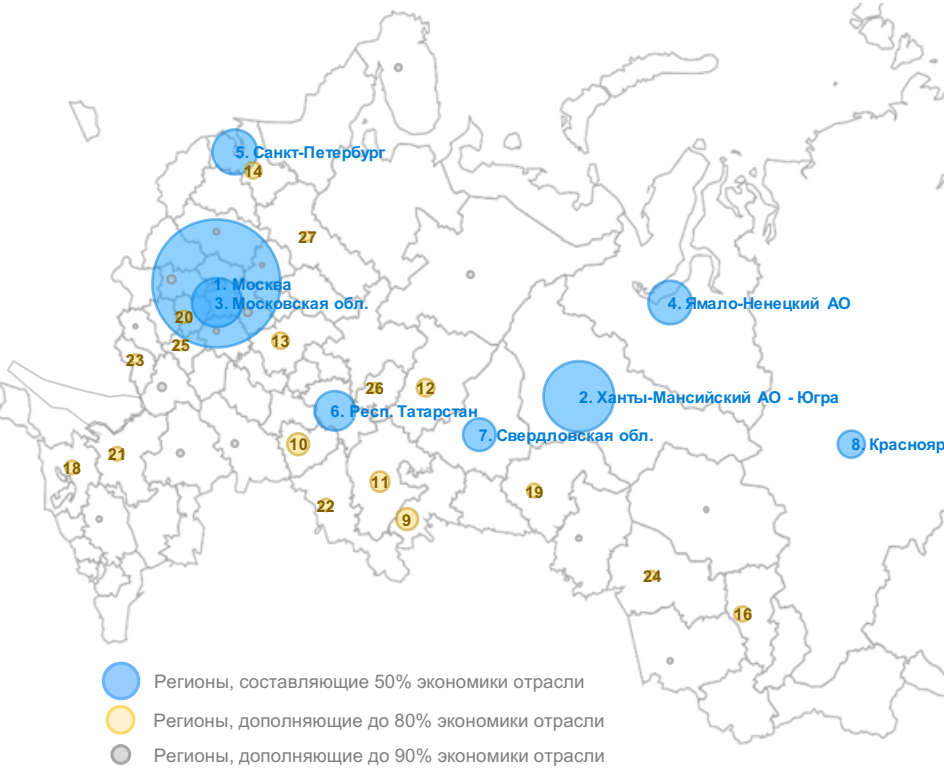 5. Санкт-Петербург
14
27
1. Москва
3. Московская обл.
4. Ямало-Ненецкий АО
20
13
25
23
26
12
2. Ханты-Мансийский АО - Югра
6. Респ. Татарстан
7. Свердловская обл.
8. Краснояр
10
21
18
11
19
22
9
24
16
Регионы, составляющие 50% экономики отрасли
Регионы, дополняющие до 80% экономики отрасли
Регионы, дополняющие до 90% экономики отрасли